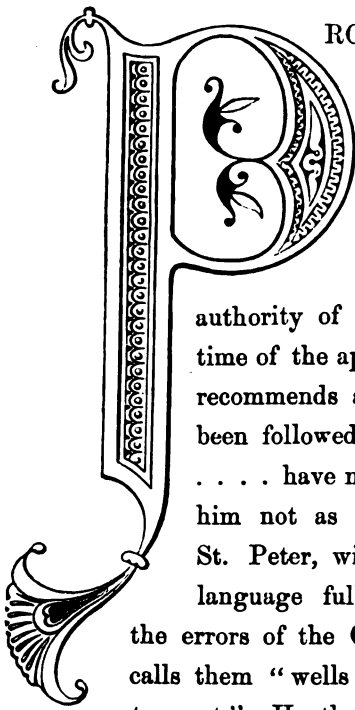 P
RO
authority of
time of the ap
recommends a
been followed
. . . . have n
him not as
St. Peter, wi
language ful
the errors of the
calls them “ wells